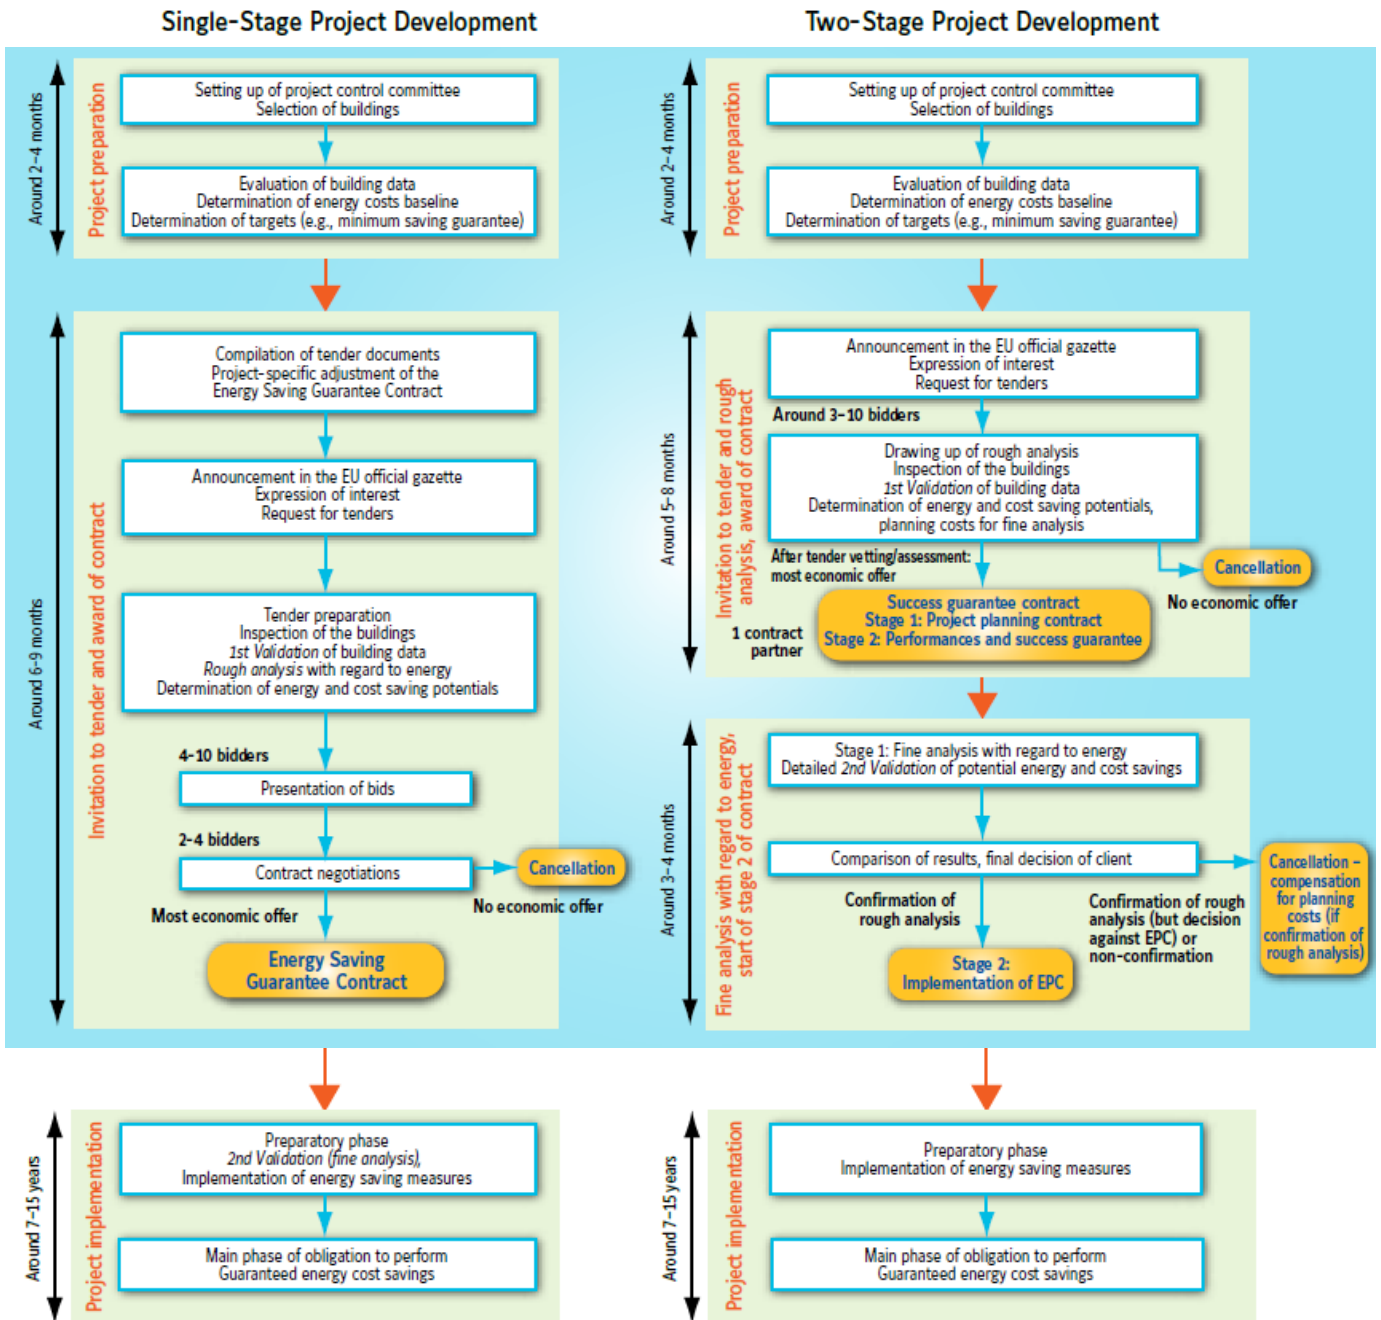 Single-Stage Project Development
Around 2-4 months
Project preparation
Setting up of project control committee
Selection of buildings
Evaluation of building data
Determination of energy costs baseline
Determination of targets (e.g., minimum saving guarantee)
Around 6-9 months
Invitation to tender and award of contract
Compilation of tender documents
Project-specific adjustment of the
Energy Saving Guarantee Contract
Announcement in the EU official gazette
Expression of interest
Request for tenders
Tender preparation
Inspection of the buildings
1st Validation of building data
Rough analysis with regard to energy
Determination of energy and cost saving potentials
4-10 bidders
Presentation of bids
2-4 bidders
Contract negotiations
Cancellation
No economic offer
Most economic offer
Energy Saving
Guarantee Contract
Around 7-15 years
Project implementation
Preparatory phase
2nd Validation (fine analysis),
Implementation of energy saving measures
Main phase of obligation to perform
Guaranteed energy cost savings
Two-Stage Project Development
Around 2-4 months
Project preparation
Setting up of project control committee
Selection of buildings
Evaluation of building data
Determination of energy costs baseline
Determination of targets (e.g., minimum saving guarantee)
Around 5-8 months
Invitation to tender and rough
analysis, award of contract
Announcement in the EU official gazette
Expression of interest
Request for tenders
Around 3-10 bidders
Drawing up of rough analysis
Inspection of the buildings
1st Validation of building data
Determination of energy and cost saving potentials,
planning costs for fine analysis
After tender vetting/assessment:
most economic offer
Cancellation
No economic offer
Success guarantee contract
Stage 1: Project planning contract
Stage 2: Performances and success guarantee
1 contract
partner
Around 3-4 months
Fine analysis with regard to energy,
start of stage 2 of contract
Stage 1: Fine analysis with regard to energy
Detailed 2nd Validation of potential energy and cost savings
Comparison of results, final decision of client
Confirmation of
rough analysis
Confirmation of rough
analysis (but decision
against EPC) or
non-confirmation
Cancellation –
compensation
for planning
costs (if
confirmation of
rough analysis)
Stage 2:
Implementation of EPC
Around 7-15 years
Project implementation
Preparatory phase
Implementation of energy saving measures
Main phase of obligation to perform
Guaranteed energy cost savings